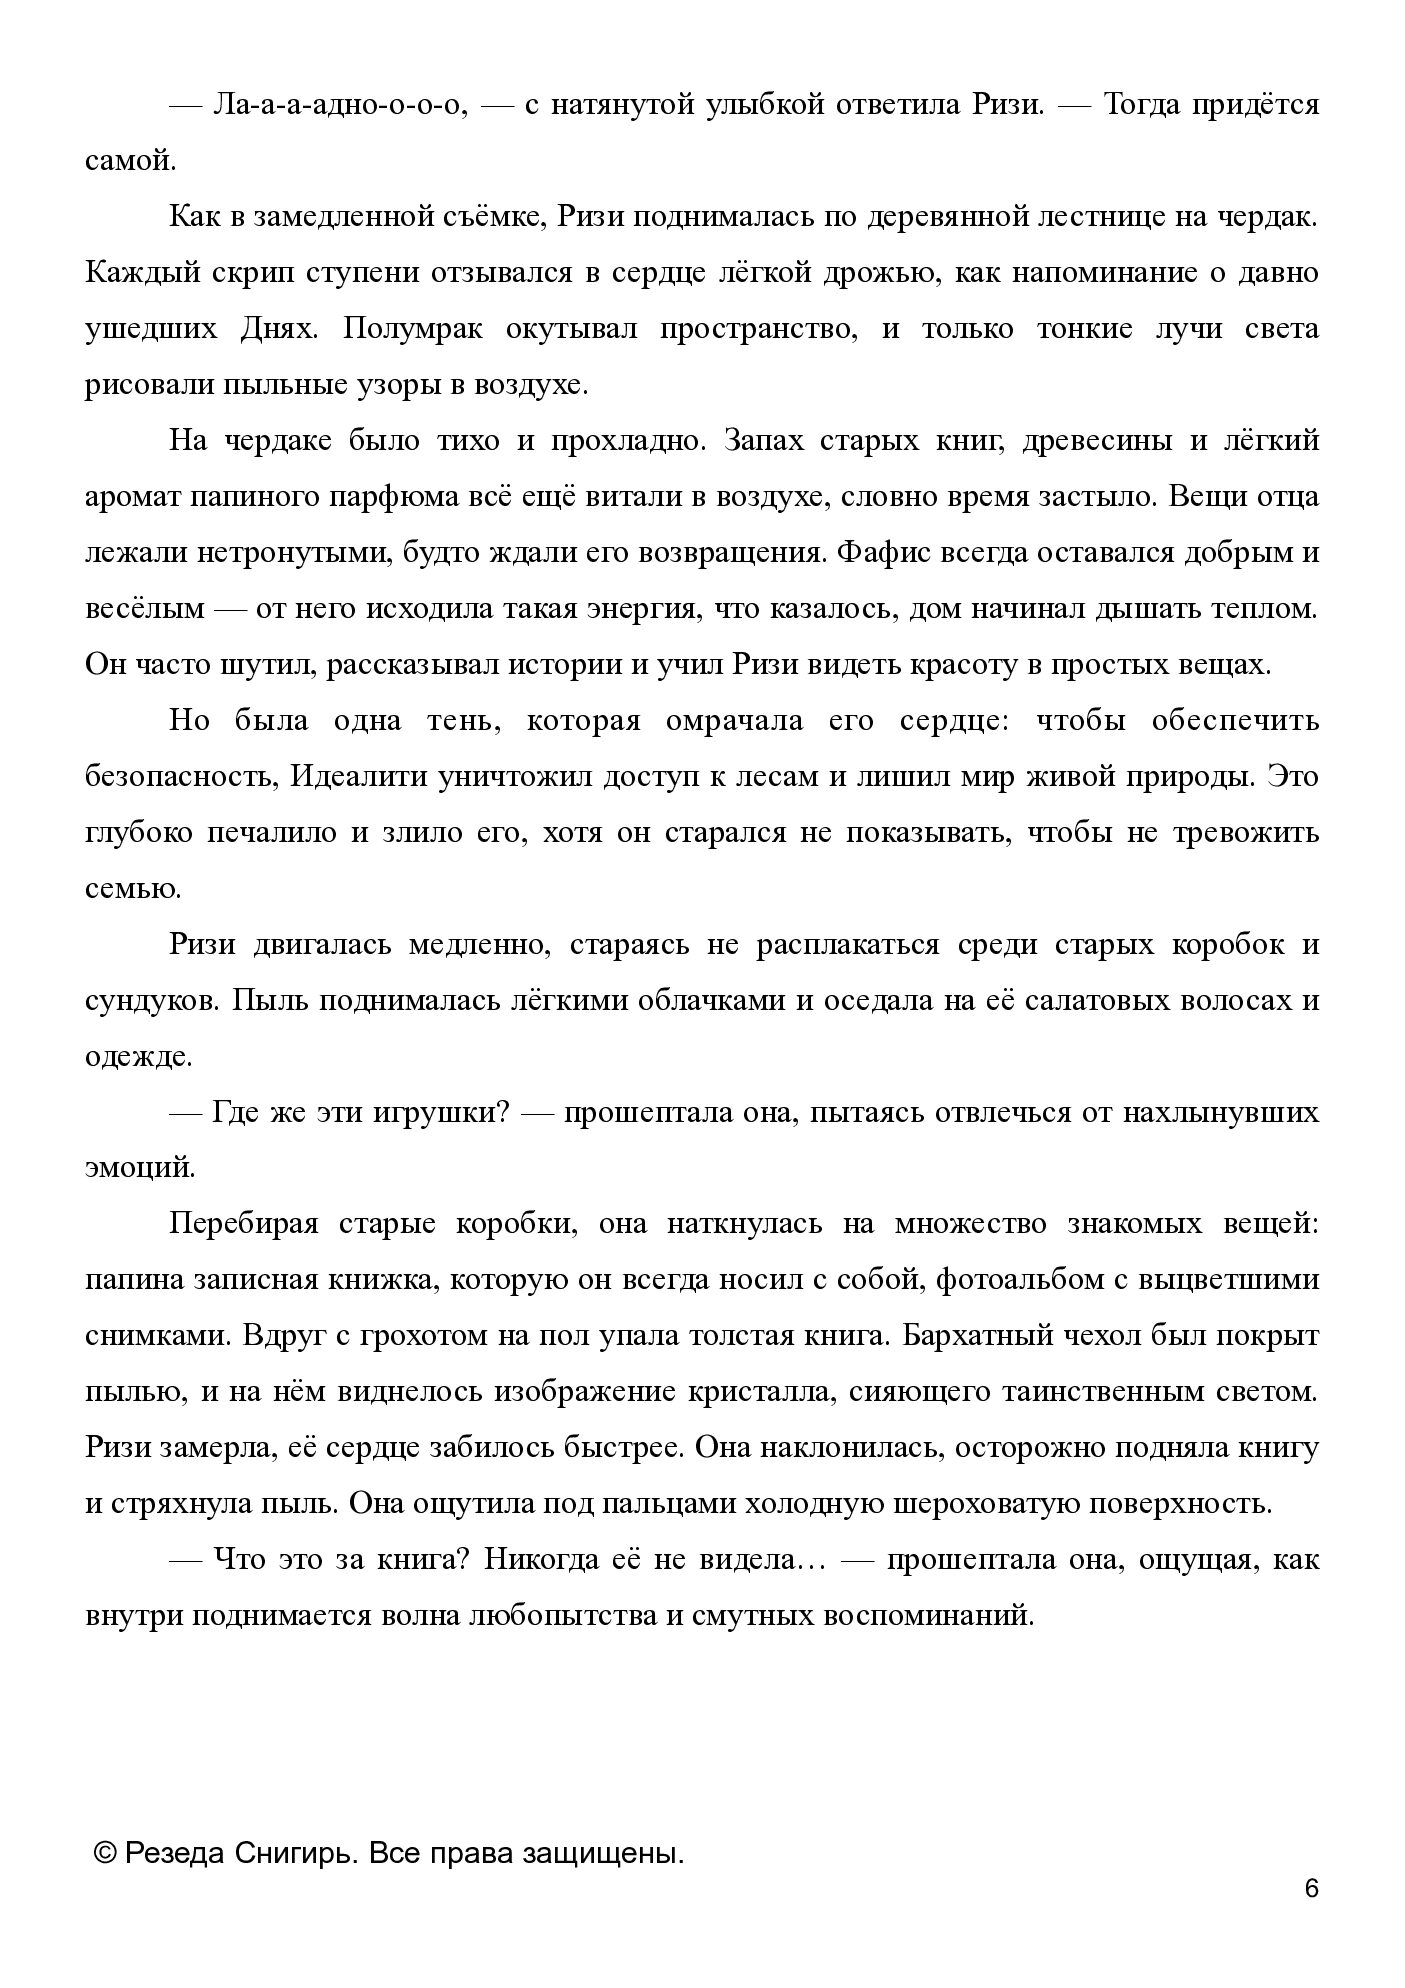 — Ла-а-а-адно-о-о-о, — с натянутой улыбкой ответила Ризи. — Тогда придётся
самой.
Как в замедленной съёмке, Ризи поднималась по деревянной лестнице на чердак.
Каждый скрип ступени отзывался в сердце лёгкой дрожью, как напоминание о давно
ушедших Днях. Полумрак окутывал пространство, и только тонкие лучи света
рисовали пыльные узоры в воздухе.
На чердаке было тихо и прохладно. Запах старых книг, древесины и лёгкий
аромат папиного парфюма всё ещё витали в воздухе, словно время застыло. Вещи отца
лежали нетронутыми, будто ждали его возвращения. Фафис всегда оставался добрым и
весёлым — от него исходила такая энергия, что казалось, дом начинал дышать теплом.
Он часто шутил, рассказывал истории и учил Ризи видеть красоту в простых вещах.
Но была одна тень, которая омрачала его сердце: чтобы обеспечить
безопасность, Идеалити уничтожил доступ к лесам и лишил мир живой природы. Это
глубоко печалило и злило его, хотя он старался не показывать, чтобы не тревожить
семью.
Ризи двигалась медленно, стараясь не расплакаться среди старых коробок и
сундуков. Пыль поднималась лёгкими облачками и оседала на её салатовых волосах и
одежде.
— Где же эти игрушки? — прошептала она, пытаясь отвлечься от нахлынувших
эмоций.
Перебирая старые коробки, она наткнулась на множество знакомых вещей:
папина записная книжка, которую он всегда носил с собой, фотоальбом с выцветшими
снимками. Вдруг с грохотом на пол упала толстая книга. Бархатный чехол был покрыт
пылью, и на нём виднелось изображение кристалла, сияющего таинственным светом.
Ризи замерла, её сердце забилось быстрее. Она наклонилась, осторожно подняла книгу
и стряхнула пыль. Она ощутила под пальцами холодную шероховатую поверхность.
— Что это за книга? Никогда её не видела… — прошептала она, ощущая, как
внутри поднимается волна любопытства и смутных воспоминаний.
© Резеда Снигирь. Все права защищены.
6